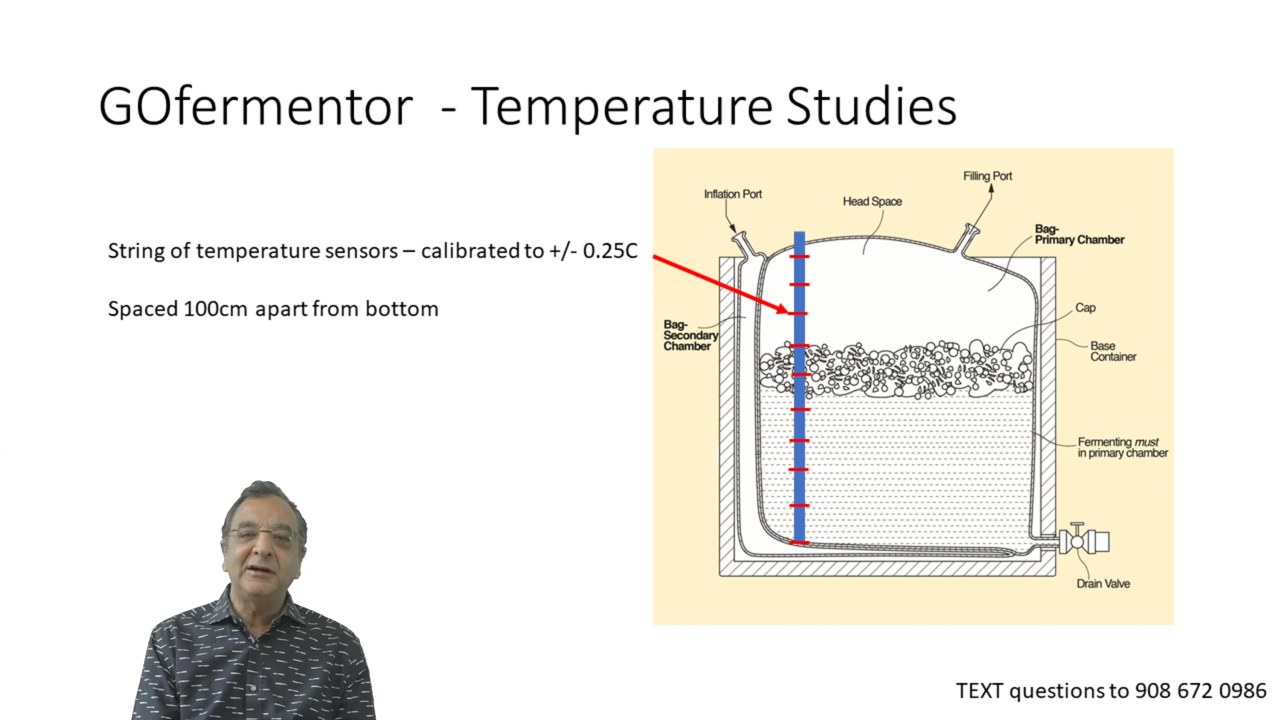 GOfermentor - Temperature Studies
String of temperature sensors – calibrated to +/- 0.25C
Spaced 100cm apart from bottom
Inflation Port
Head Space
Filling Port
Bag-
Primary Chamber
Bag-
Secondary
Chamber
Cap
Base
Container
Fermenting must
in primary chamber
Drain Valve
TEXT questions to 908 672 0986